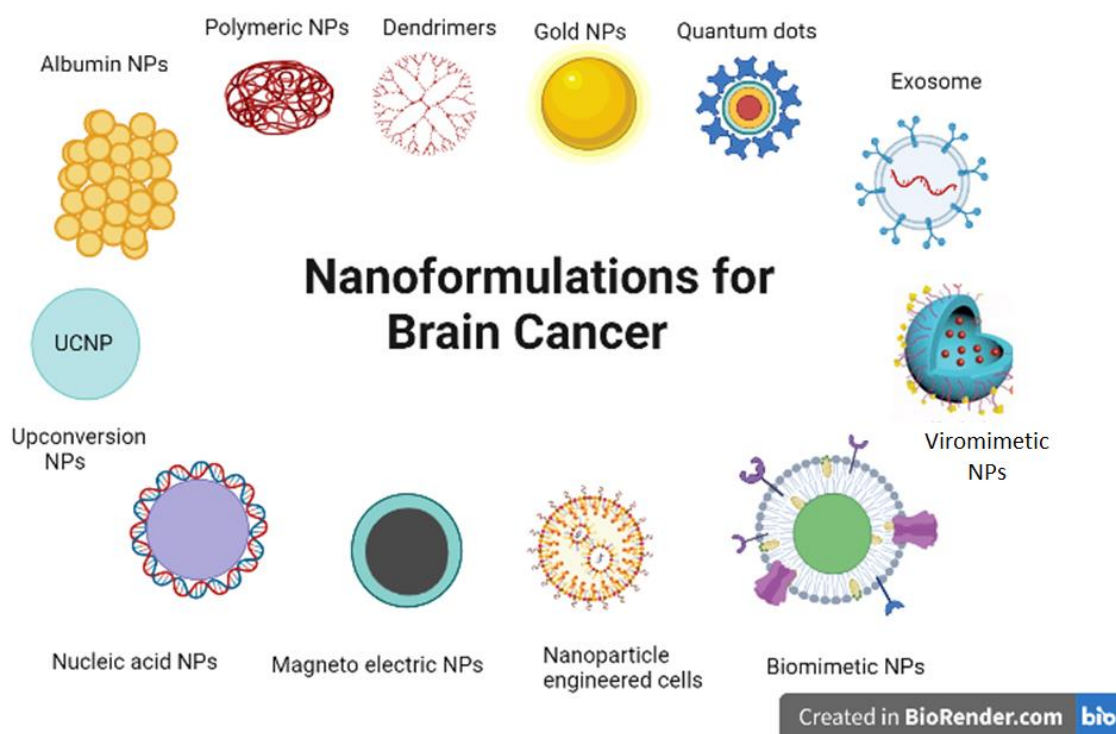 Polymeric NPs
Dendrimers
Gold NPs
Quantum dots
Albumin NPs
Exosome
Nanoformulations for
Brain Cancer
UCNP
Upconversion
NPs
Viromimetic
NPs
Nucleic acid NPs
Magneto electric NPs
Nanoparticle
engineered cells
Biomimetic NPs
Created in BioRender.com bio